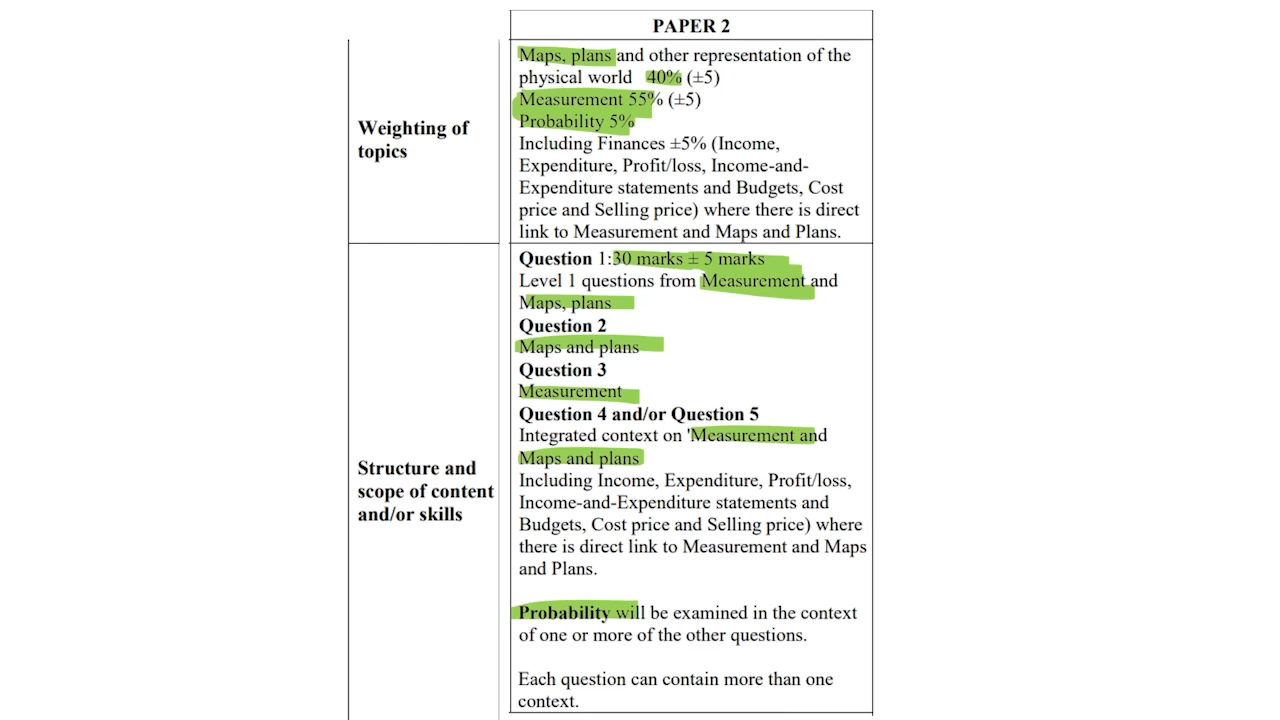 PAPER 2
Weighting of
topics
Maps, plans and other representation of the
physical world 40% (±5)
Measurement 55% (±5)
Probability 5%
Including Finances ±5% (Income,
Expenditure, Profit/loss, Income-and-
Expenditure statements and Budgets, Cost
price and Selling price) where there is direct
link to Measurement and Maps and Plans.
Structure and
scope of content
and/or skills
Question 1:30 marks ± 5 marks
Level 1 questions from Measurement and
Maps, plans
Question 2
Maps and plans
Question 3
Measurement
Question 4 and/or Question 5
Integrated context on 'Measurement and
Maps and plans
Including Income, Expenditure, Profit/loss,
Income-and-Expenditure statements and
Budgets, Cost price and Selling price) where
there is direct link to Measurement and Maps
and Plans.
Probability will be examined in the context
of one or more of the other questions.
Each question can contain more than one
context.